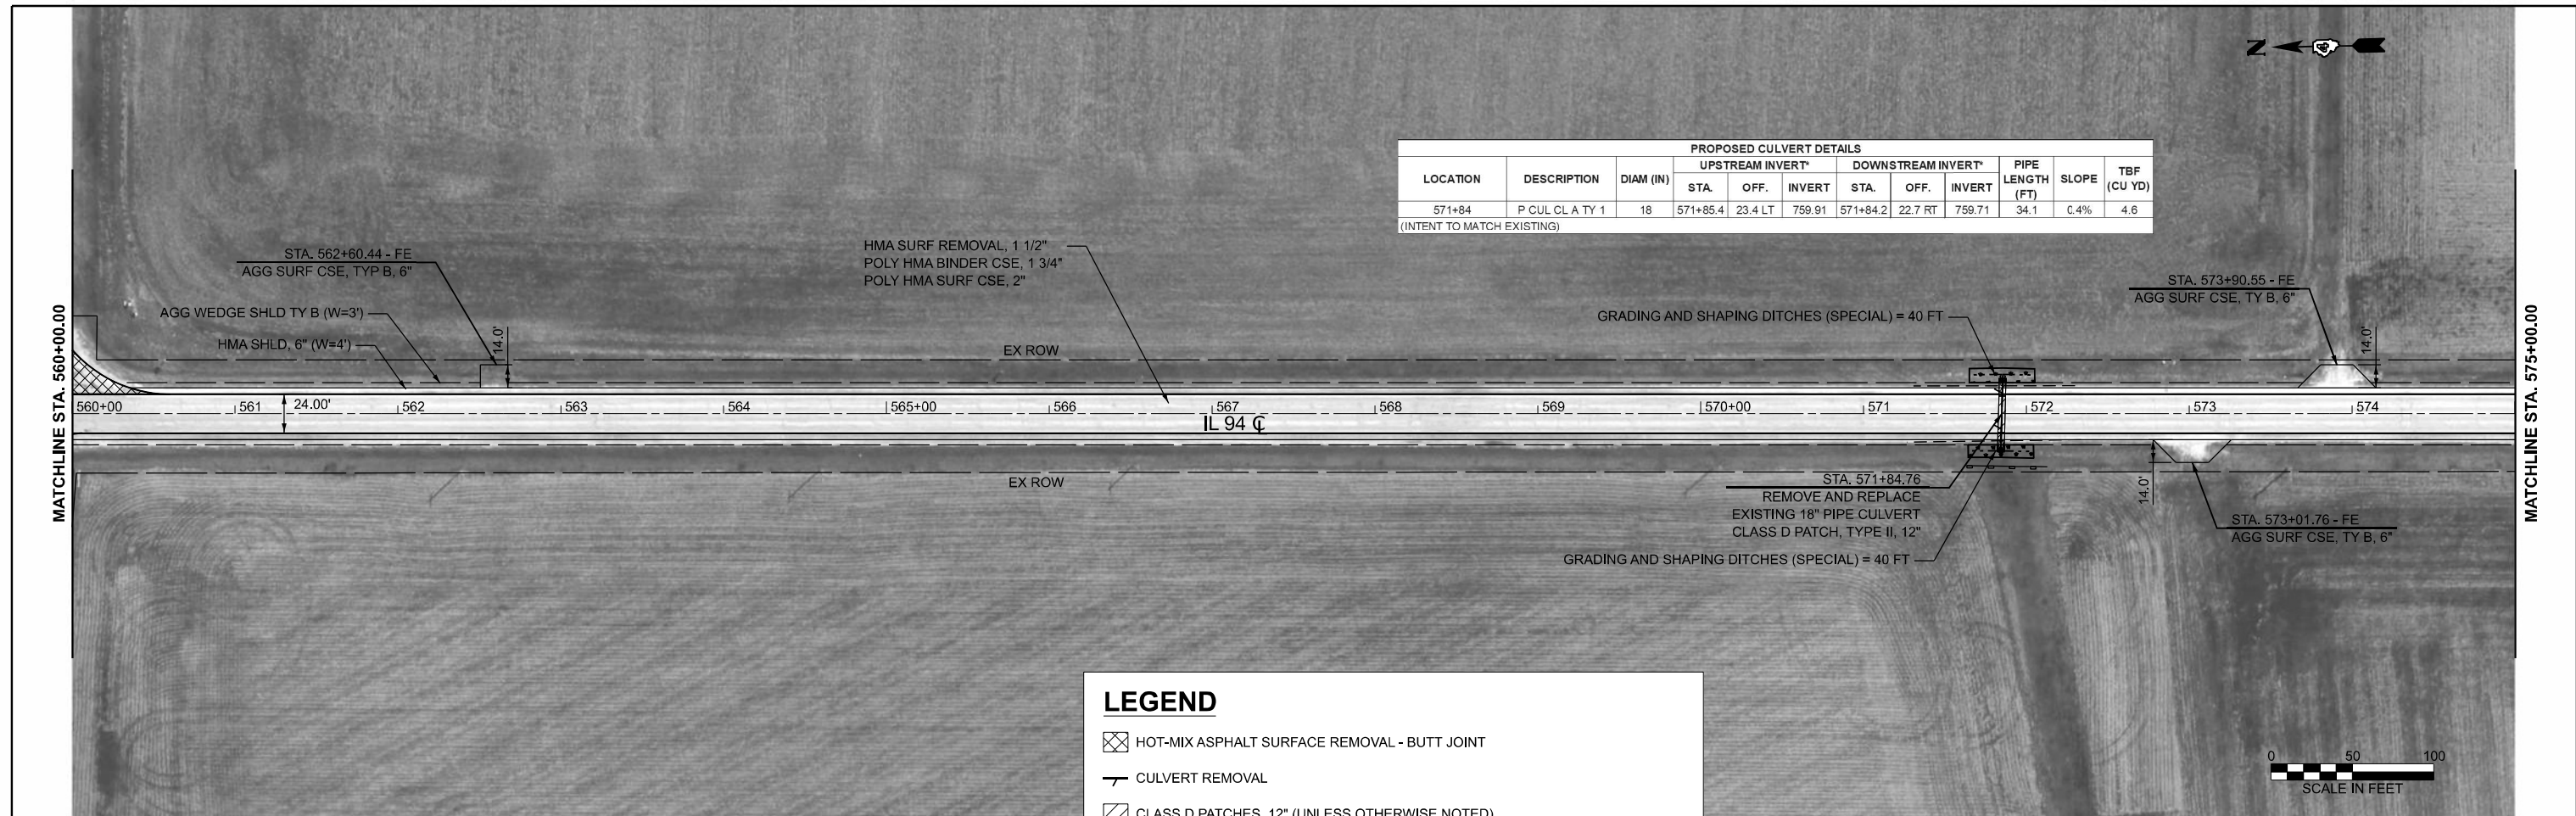 N
PROPOSED CULVERT DETAILS
LOCATION DESCRIPTION DIAM (IN) UPSTREAM INVERT* DOWNSTREAM INVERT* PIPE LENGTH (FT) SLOPE TBF (CU YD)
STA. OFF. INVERT STA. OFF. INVERT
571+84 P CUL CL A TY 1 18 571+85.4 23.4 LT 759.91 571+84.2 22.7 RT 759.71 34.1 0.4% 4.6
(INTENT TO MATCH EXISTING)
STA. 562+60.44 - FE
AGG SURF CSE, TYP B, 6"
AGG WEDGE SHLD TY B (W=3')
HMA SHLD, 6" (W=4')
14.0'
HMA SURF REMOVAL, 1 1/2"
POLY HMA BINDER CSE, 1 3/4"
POLY HMA SURF CSE, 2"
GRADING AND SHAPING DITCHES (SPECIAL) = 40 FT
STA. 573+90.55 - FE
AGG SURF CSE, TY B, 6"
14.0'
EX ROW
MATCHLINE STA. 560+00.00
MATCHLINE STA. 575+00.00
560+00 561 562 563 564 565+00 566 567 568 569 570+00 571 572 573 574
24.00'
IL 94 ℄
EX ROW
STA. 571+84.76
REMOVE AND REPLACE
EXISTING 18" PIPE CULVERT
CLASS D PATCH, TYPE II, 12"
GRADING AND SHAPING DITCHES (SPECIAL) = 40 FT
14.0'
STA. 573+01.76 - FE
AGG SURF CSE, TY B, 6"
LEGEND
HOT-MIX ASPHALT SURFACE REMOVAL - BUTT JOINT
CULVERT REMOVAL
CLASS D PATCHES, 12" (UNLESS OTHERWISE NOTED)
0 50 100
SCALE IN FEET